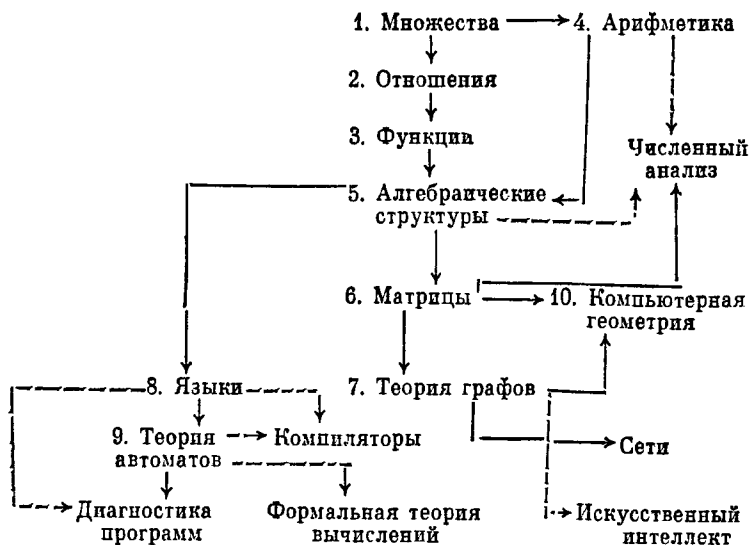 1. Множества
4. Арифметика
2. Отношения
3. Функции
Численный
анализ
5. Алгебраические
структуры
6. Матрицы
10. Компьютерная
геометрия
8. Языки
7. Теория графов
9. Теория
автоматов
Компиляторы
Сети
Диагностика
программ
Формальная теория
вычислений
Искусственный
интеллект